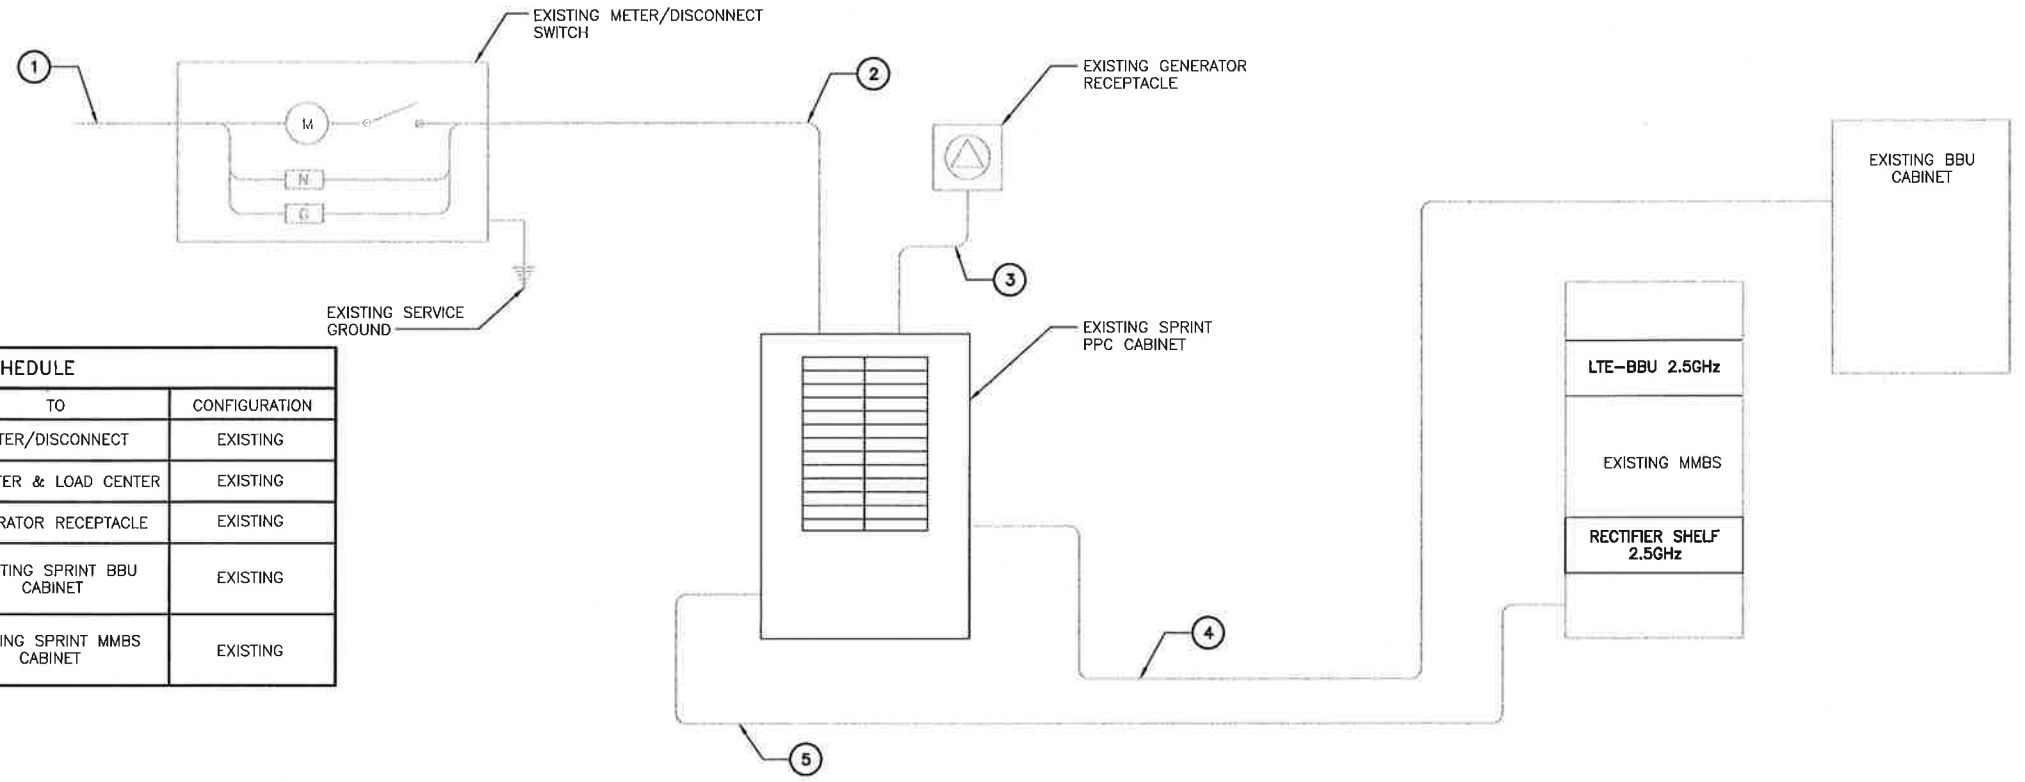 EXISTING METER/DISCONNECT
SWITCH
1
2
EXISTING GENERATOR
RECEPTACLE
M
N
G
EXISTING BBU
CABINET
3
EXISTING SERVICE
GROUND
EXISTING SPRINT
PPC CABINET
HEDULE
TO
CONFIGURATION
TER/DISCONNECT
EXISTING
TER & LOAD CENTER
EXISTING
RATOR RECEPTACLE
EXISTING
TING SPRINT BBU
CABINET
EXISTING
ING SPRINT MMBS
CABINET
EXISTING
LTE-BBU 2.5GHz
EXISTING MMBS
RECTIFIER SHELF
2.5GHz
4
5